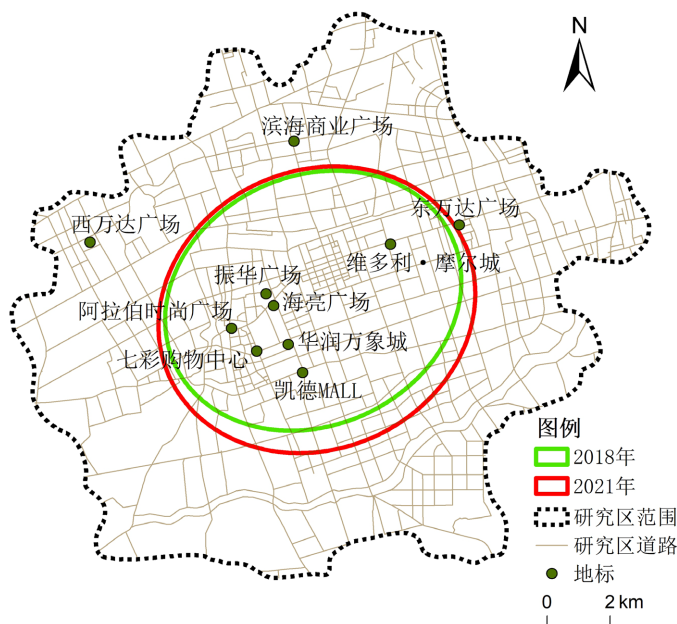 N
滨海商业广场
西万达广场
东万达广场
维多利·摩尔城
振华广场
海亮广场
阿拉伯时尚广场
华润万象城
七彩购物中心
凯德MALL
图例
2018年
2021年
研究区范围
研究区道路
地标
0 2 km